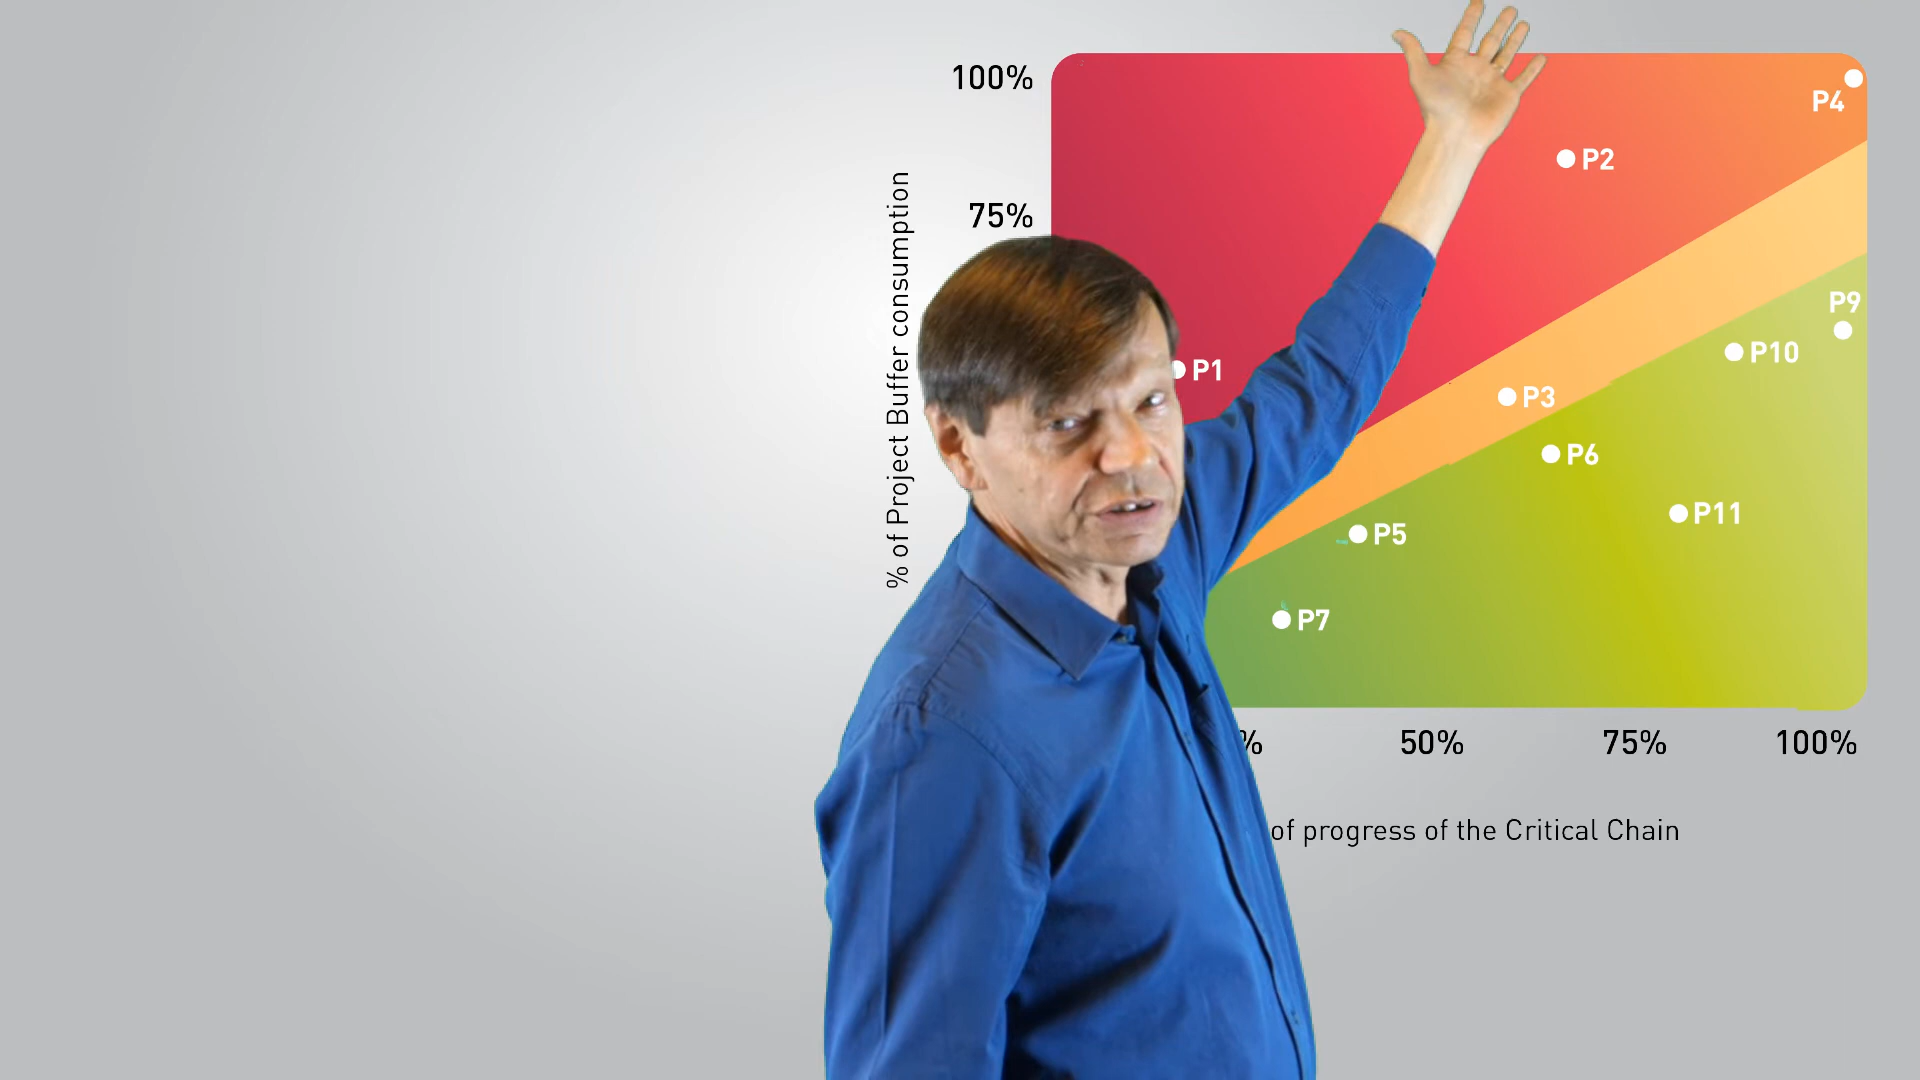 100%
P4
P2
75%
% of Project Buffer consumption
P9
P10
P1
P3
P6
P11
P5
P7
%
50%
75%
100%
of progress of the Critical Chain